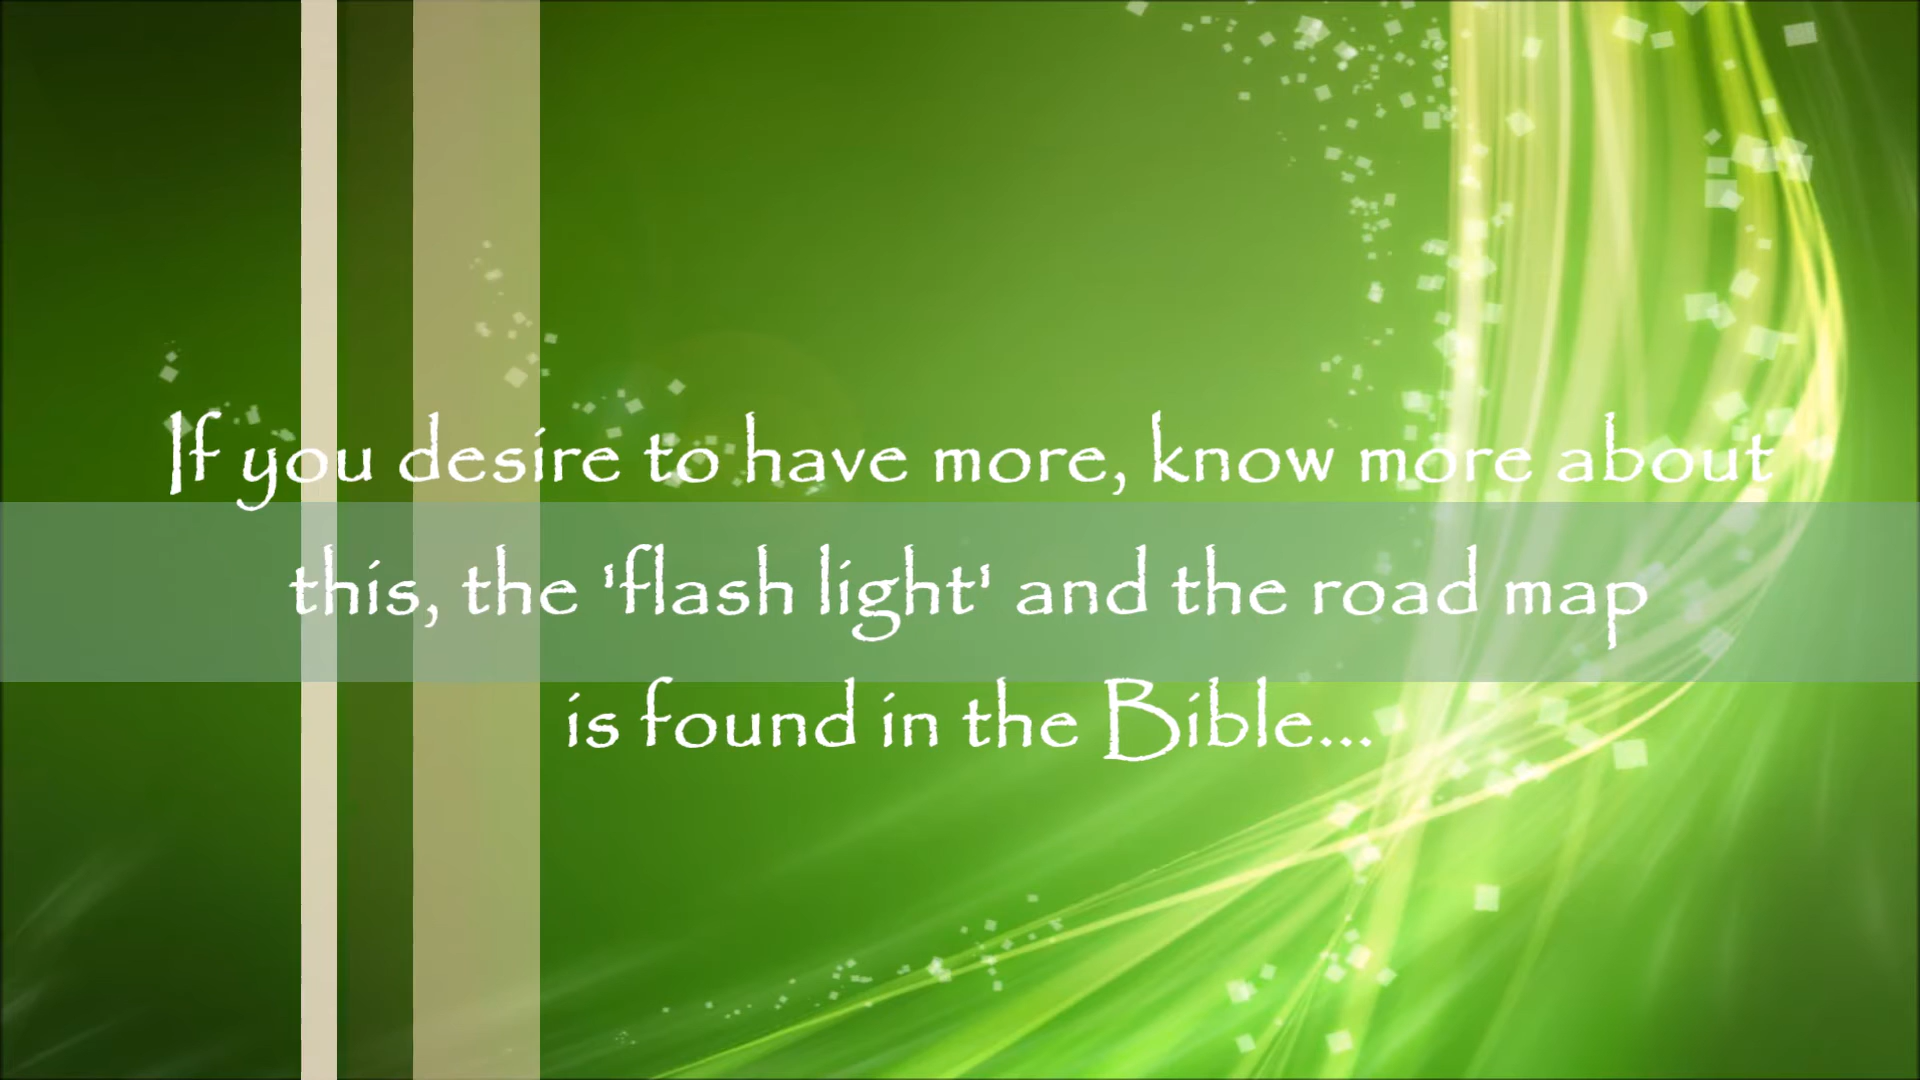 If you desire to have more, know more about
this, the 'flash light' and the road map
is found in the Bible...